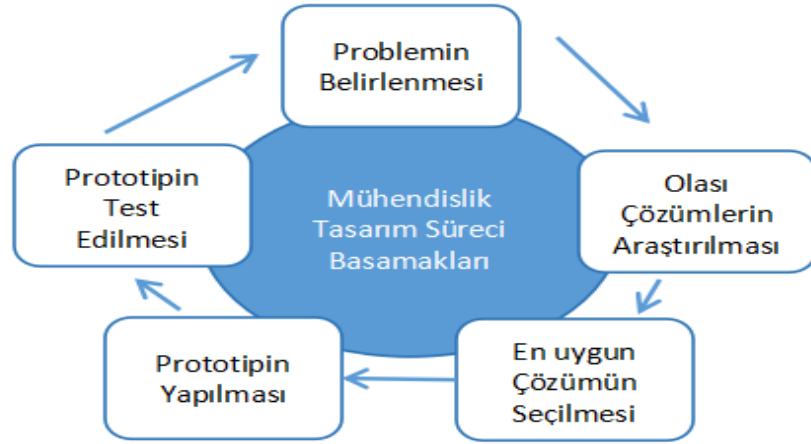 Problemin
Belirlenmesi
Olası
Çözümlerin
Araştırılması
En uygun
Çözümün
Seçilmesi
Prototipin
Yapılması
Prototipin
Test
Edilmesi
Mühendislik
Tasarım Süreci
Basamakları